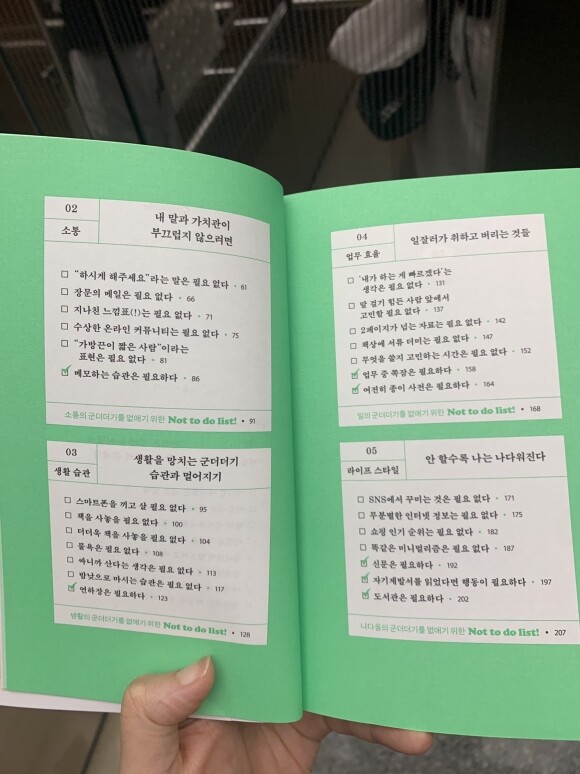 02
소통
내 말과 가치관이
부끄럽지 않으려면
□ “하시게 해주세요”라는 말은 필요 없다 • 61
□ 장문의 메일은 필요 없다 • 66
□ 지나친 느낌표(!)는 필요 없다 • 71
□ 수상한 온라인 커뮤니티는 필요 없다 • 75
□ “가방끈이 짧은 사람”이라는
표현은 필요 없다 • 81
☑ 메모하는 습관은 필요하다 • 86
소통의 군더더기를 없애기 위한 Not to do list! • 91
03
생활 습관
생활을 망치는 군더더기
습관과 멀어지기
□ 스마트폰을 끼고 살 필요 없다 • 95
□ 책을 사놓을 필요 없다 • 100
□ 더더욱 책을 사놓을 필요 없다 • 104
□ 물욕은 필요 없다 • 108
□ 싸니까 산다는 생각은 필요 없다 • 113
□ 밤낮으로 마시는 습관은 필요 없다 • 117
☑ 연하장은 필요하다 • 123
생활의 군더더기를 없애기 위한 Not to do list! • 128
04
업무 효율
일잘러가 취하고 버리는 것들
□ ‘내가 하는 게 빠르겠다’는
생각은 필요 없다 • 131
□ 말 걸기 힘든 사람 앞에서
고민할 필요 없다 • 137
□ 2페이지가 넘는 자료는 필요 없다 • 142
□ 책상에서 서류 더미는 필요 없다 • 147
□ 무엇을 쓸지 고민하는 시간은 필요 없다 • 152
☑ 업무 중 쪽잠은 필요하다 • 158
☑ 여전히 종이 사전은 필요하다 • 164
일의 군더더기를 없애기 위한 Not to do list! • 168
05
라이프 스타일
안 할수록 나는 나다워진다
□ SNS에서 꾸미는 것은 필요 없다 • 171
□ 무분별한 인터넷 정보는 필요 없다 • 175
□ 쇼핑 인기 순위는 필요 없다 • 182
□ 똑같은 미니멀리즘은 필요 없다 • 187
☑ 신문은 필요하다 • 192
☑ 자기계발서를 읽었다면 행동이 필요하다 • 197
☑ 도서관은 필요하다 • 202
나다움의 군더더기를 없애기 위한 Not to do list! • 207